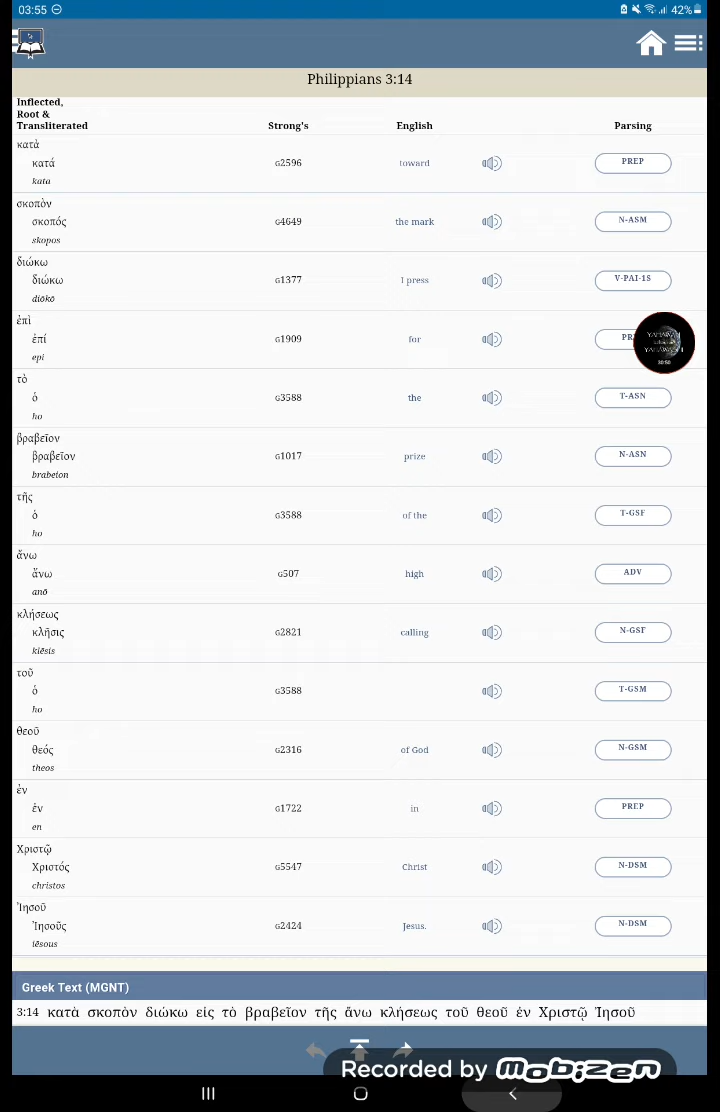 03:55
42%
Philippians 3:14
Inflected,
Root &
Transliterated Strong's English Parsing
κατὰ
κατά G2596 toward PREP
kata
σκοπὸν
σκοπός G4649 the mark N-ASM
skopos
διώκω
διώκω G1377 I press V-PAI-1S
diōkō
ἐπὶ
ἐπί G1909 for
epi
YAHAWAH
YAHAWASHI
30:50
τὸ
ὁ G3588 the T-ASN
ho
βραβεῖον
βραβεῖον G1017 prize N-ASN
brabeion
τῆς
ὁ G3588 of the T-GSF
ho
ἄνω
ἄνω G507 high ADV
anō
κλήσεως
κλῆσις G2821 calling N-GSF
klēsis
τοῦ
ὁ G3588 T-GSM
ho
θεοῦ
θεός G2316 of God N-GSM
theos
ἐν
ἐν G1722 in PREP
en
Χριστῷ
Χριστός G5547 Christ N-DSM
christos
Ἰησοῦ
Ἰησοῦς G2424 Jesus. N-DSM
iēsous
Greek Text (MGNT)
3:14 κατὰ σκοπὸν διώκω εἰς τὸ βραβεῖον τῆς ἄνω κλήσεως τοῦ θεοῦ ἐν Χριστῷ Ἰησοῦ
Recorded by Mobizen